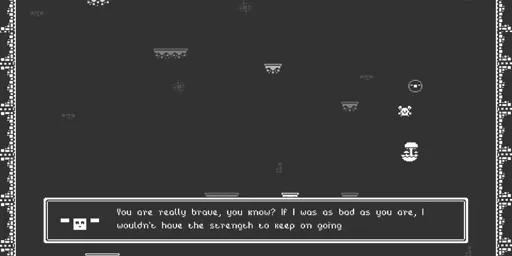 You are really brave, you know? If I was as bad as you are, I
wouldn't have the strength to keep on going